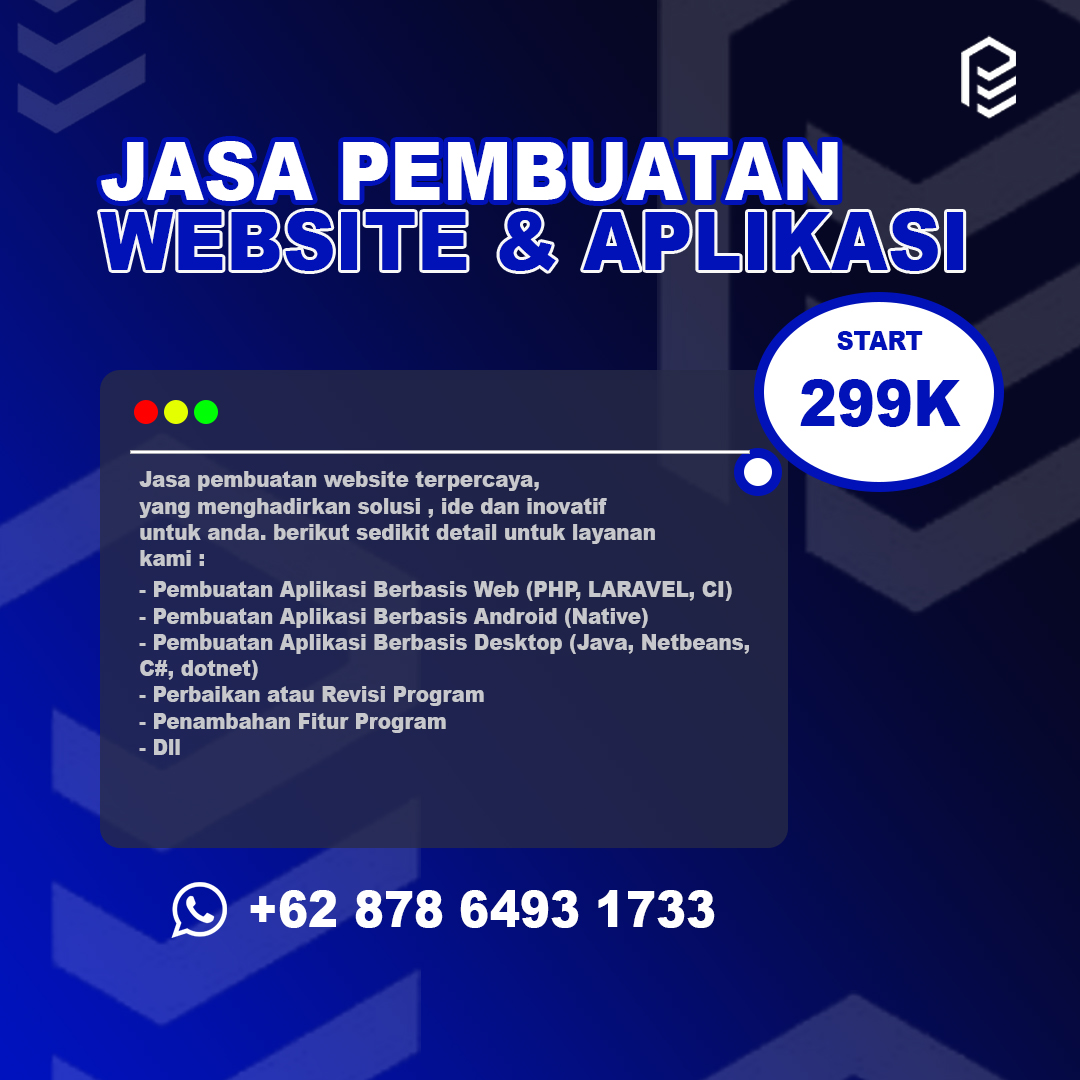 JASA PEMBUATAN
WEBSITE & APLIKASI
START
299K
Jasa pembuatan website terpercaya,
yang menghadirkan solusi , ide dan inovatif
untuk anda. berikut sedikit detail untuk layanan
kami :
- Pembuatan Aplikasi Berbasis Web (PHP, LARAVEL, CI)
- Pembuatan Aplikasi Berbasis Android (Native)
- Pembuatan Aplikasi Berbasis Desktop (Java, Netbeans,
C#, dotnet)
- Perbaikan atau Revisi Program
- Penambahan Fitur Program
- Dll
+62 878 6493 1733